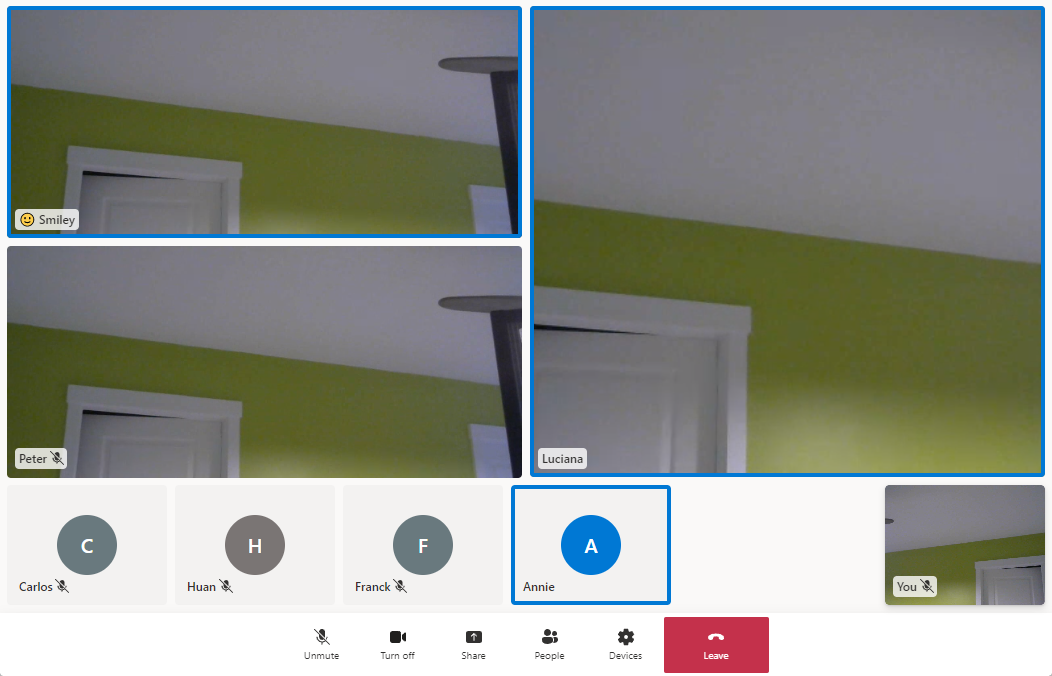 Smiley
Luciana
Peter
C
Carlos
H
Huan
F
Franck
A
Annie
You
Unmute
Turn off
Share
People
Devices
Leave